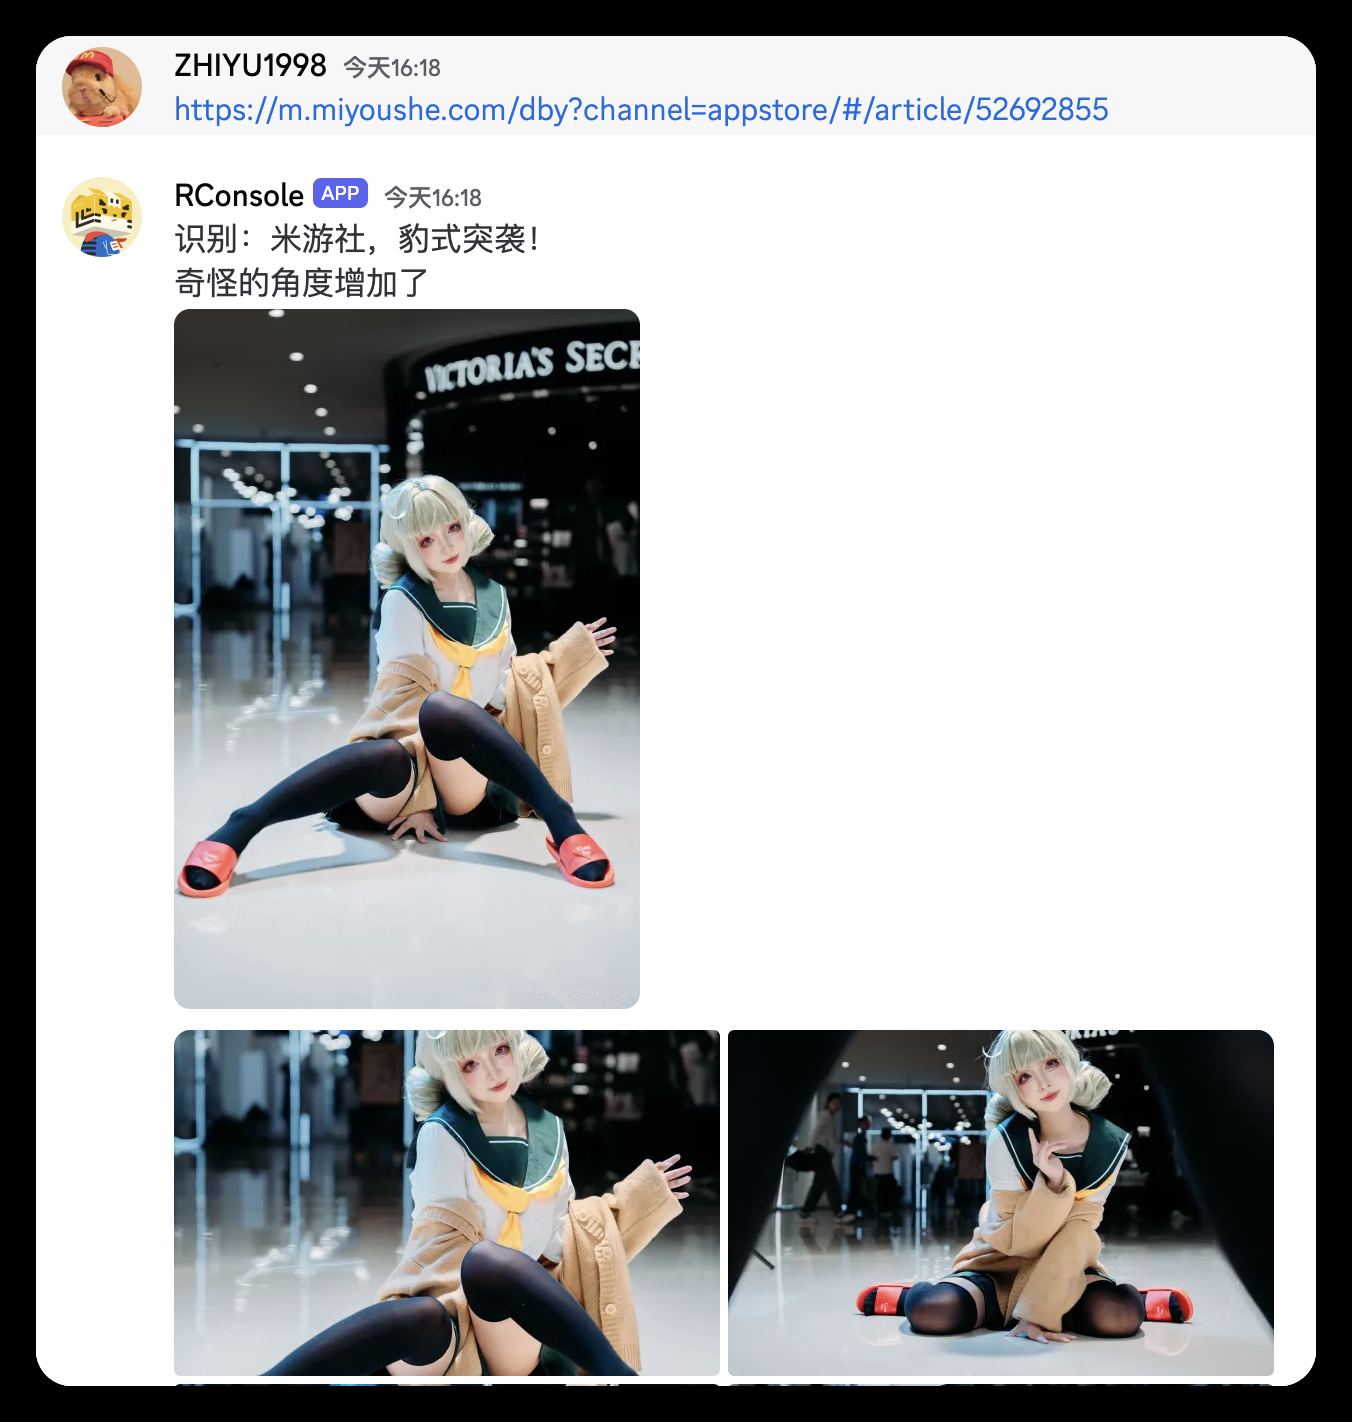 ZHIYU1998 今天16:18
https://m.miyoushe.com/dby?channel=appstore/#/article/52692855
RConsole APP 今天16:18
识别：米游社，豹式突袭！
奇怪的角度增加了
VICTORIA'S SECR